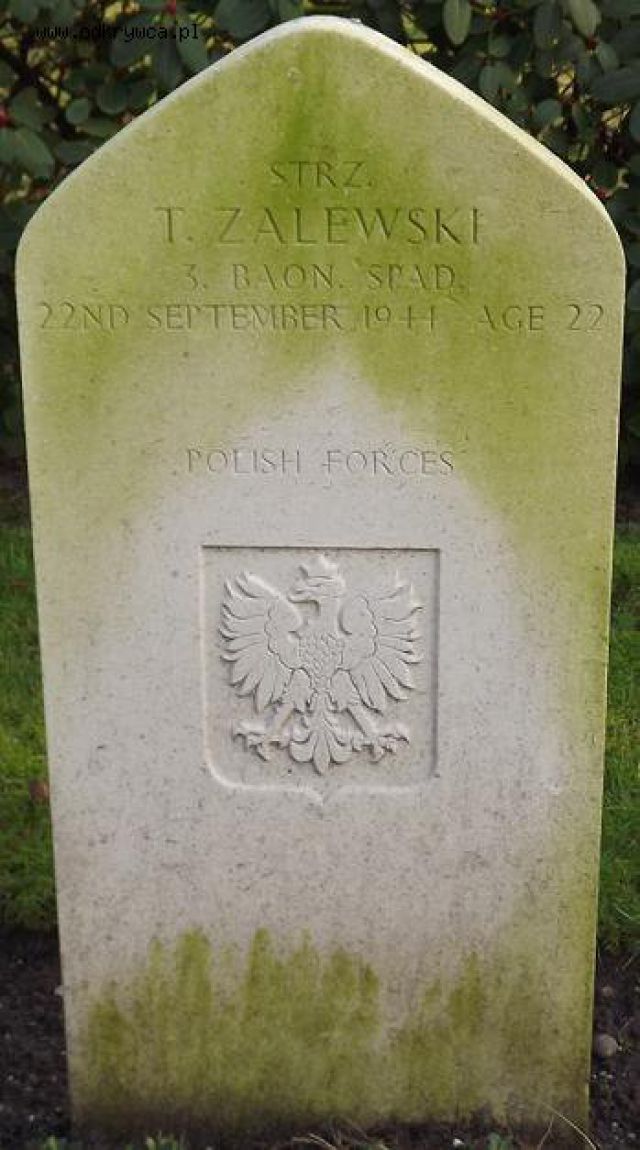 www.odkrywca.pl
STRZ.
T. ZALEWSKI
3. BAON. SPAD.
22ND SEPTEMBER 1944 AGE 22
POLISH FORCES